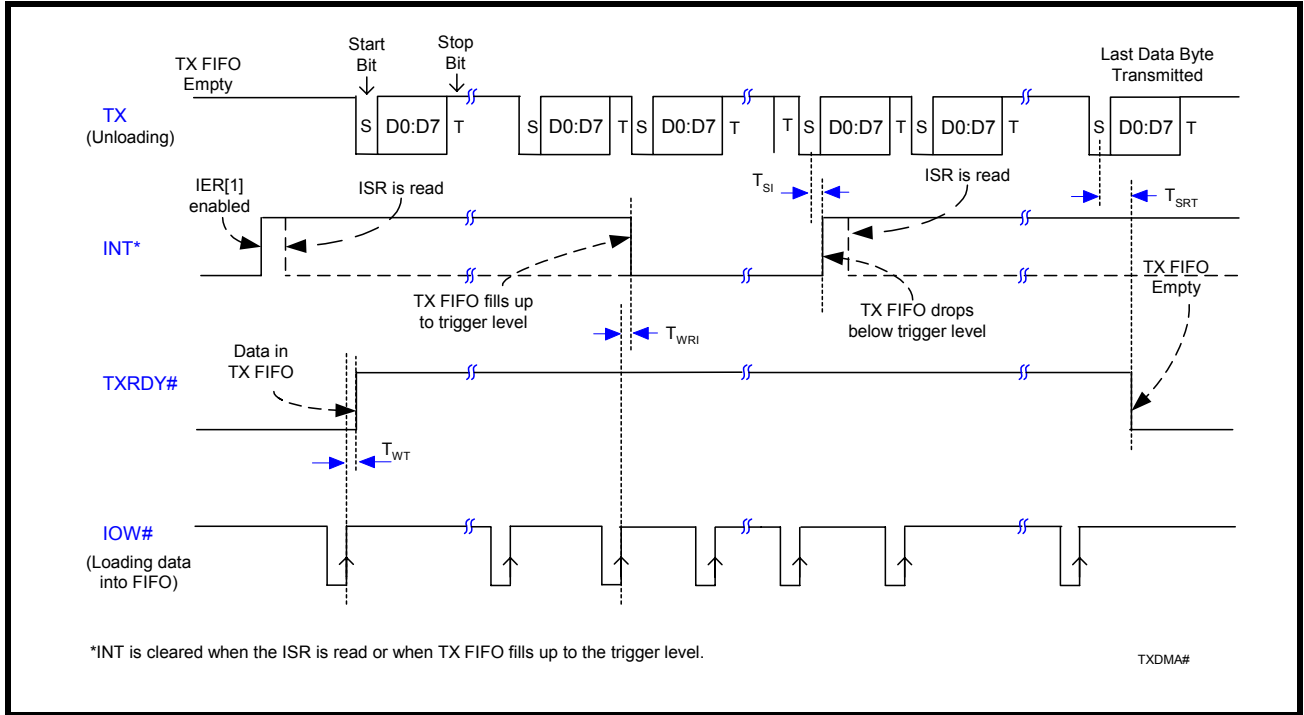 TX FIFO
Empty
Start
Bit
Stop
Bit
Last Data Byte
Transmitted
TX
(Unloading)
S D0:D7 T
S D0:D7 T S D0:D7 T
T S D0:D7 T S D0:D7 T
S D0:D7 T
IER[1]
enabled
ISR is read
TSI
ISR is read
TSRT
INT*
TX FIFO fills up
to trigger level
TX FIFO drops
below trigger level
TX FIFO
Empty
TWRI
Data in
TX FIFO
TXRDY#
TWT
IOW#
(Loading data
into FIFO)
*INT is cleared when the ISR is read or when TX FIFO fills up to the trigger level.
TXDMA#